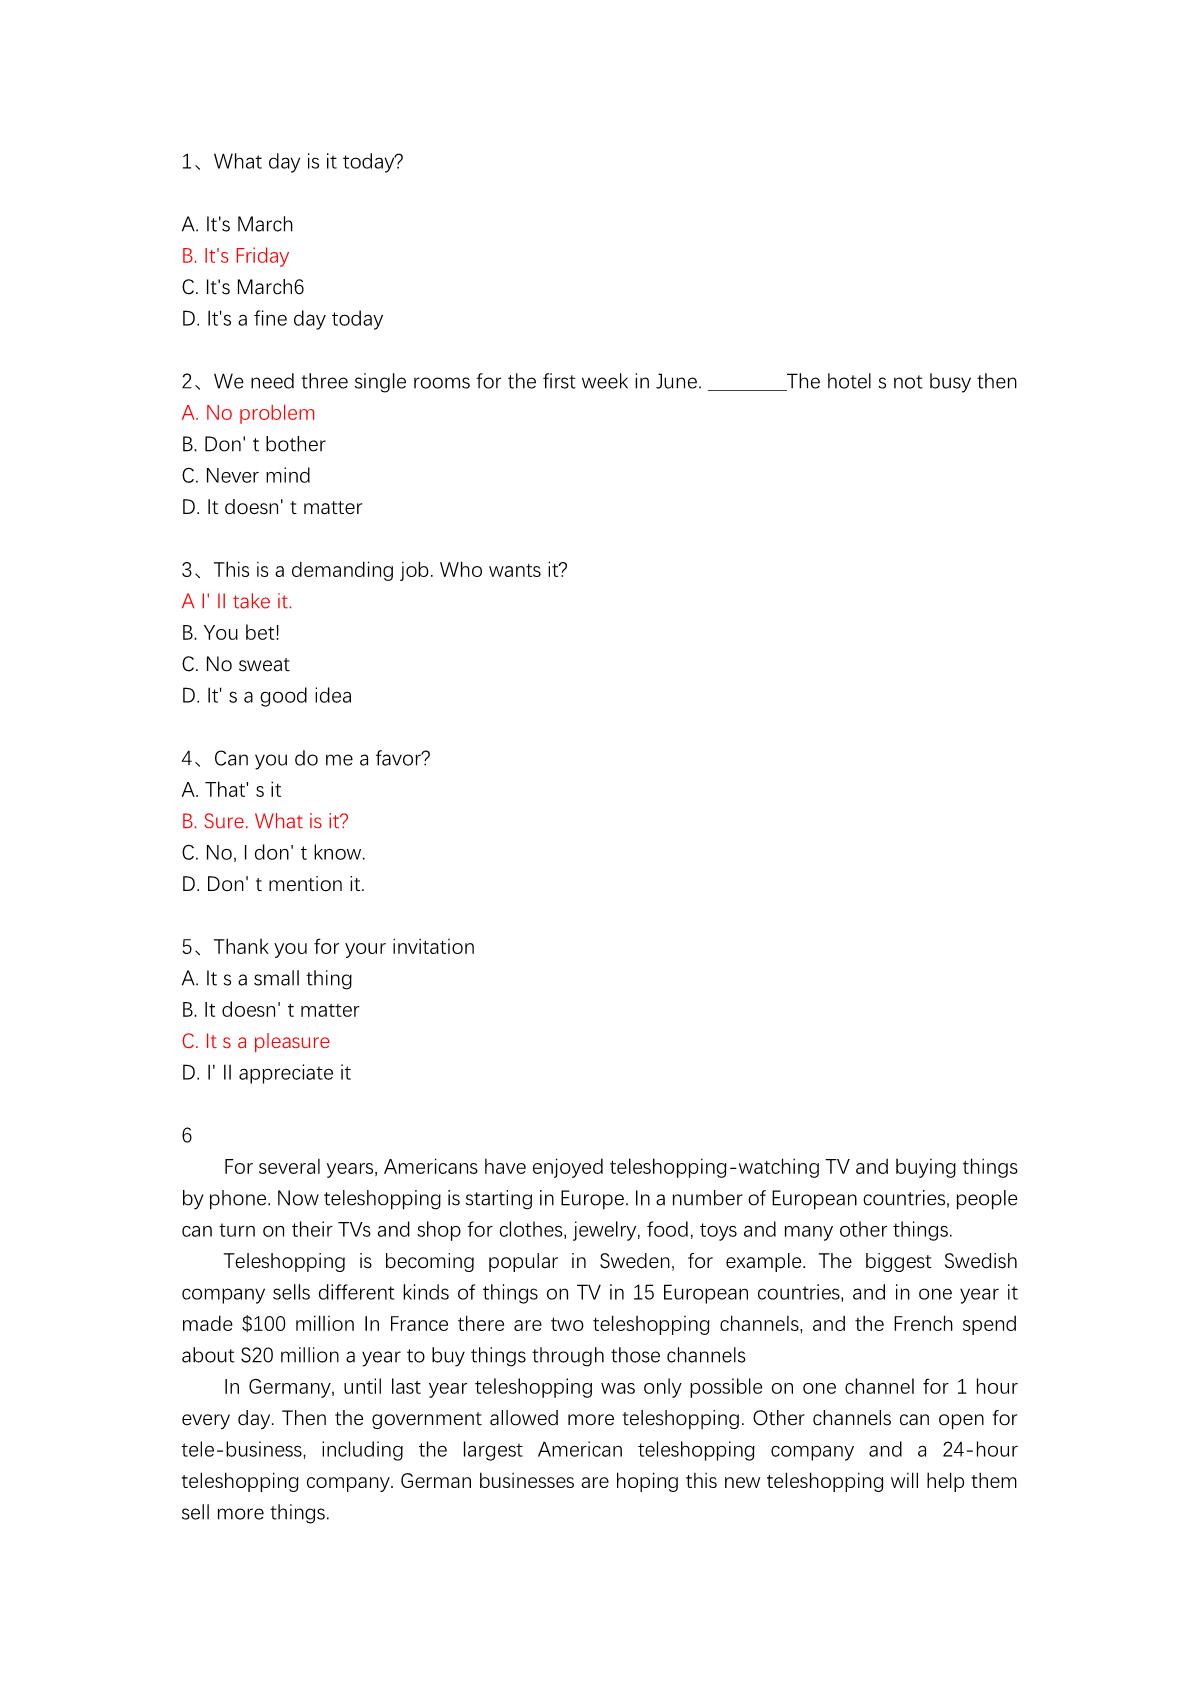 1、What day is it today?
A. It's March
B. It's Friday
C. It's March6
D. It's a fine day today
2、We need three single rooms for the first week in June. _______The hotel s not busy then
A. No problem
B. Don' t bother
C. Never mind
D. It doesn' t matter
3、This is a demanding job. Who wants it?
A I' ll take it.
B. You bet!
C. No sweat
D. It' s a good idea
4、Can you do me a favor?
A. That' s it
B. Sure. What is it?
C. No, I don' t know.
D. Don' t mention it.
5、Thank you for your invitation
A. It s a small thing
B. It doesn' t matter
C. It s a pleasure
D. I' ll appreciate it
6
For several years, Americans have enjoyed teleshopping-watching TV and buying things
by phone. Now teleshopping is starting in Europe. In a number of European countries, people
can turn on their TVs and shop for clothes, jewelry, food, toys and many other things.
Teleshopping is becoming popular in Sweden, for example. The biggest Swedish
company sells different kinds of things on TV in 15 European countries, and in one year it
made $100 million In France there are two teleshopping channels, and the French spend
about S20 million a year to buy things through those channels
In Germany, until last year teleshopping was only possible on one channel for 1 hour
every day. Then the government allowed more teleshopping. Other channels can open for
tele-business, including the largest American teleshopping company and a 24-hour
teleshopping company. German businesses are hoping this new teleshopping will help them
sell more things.